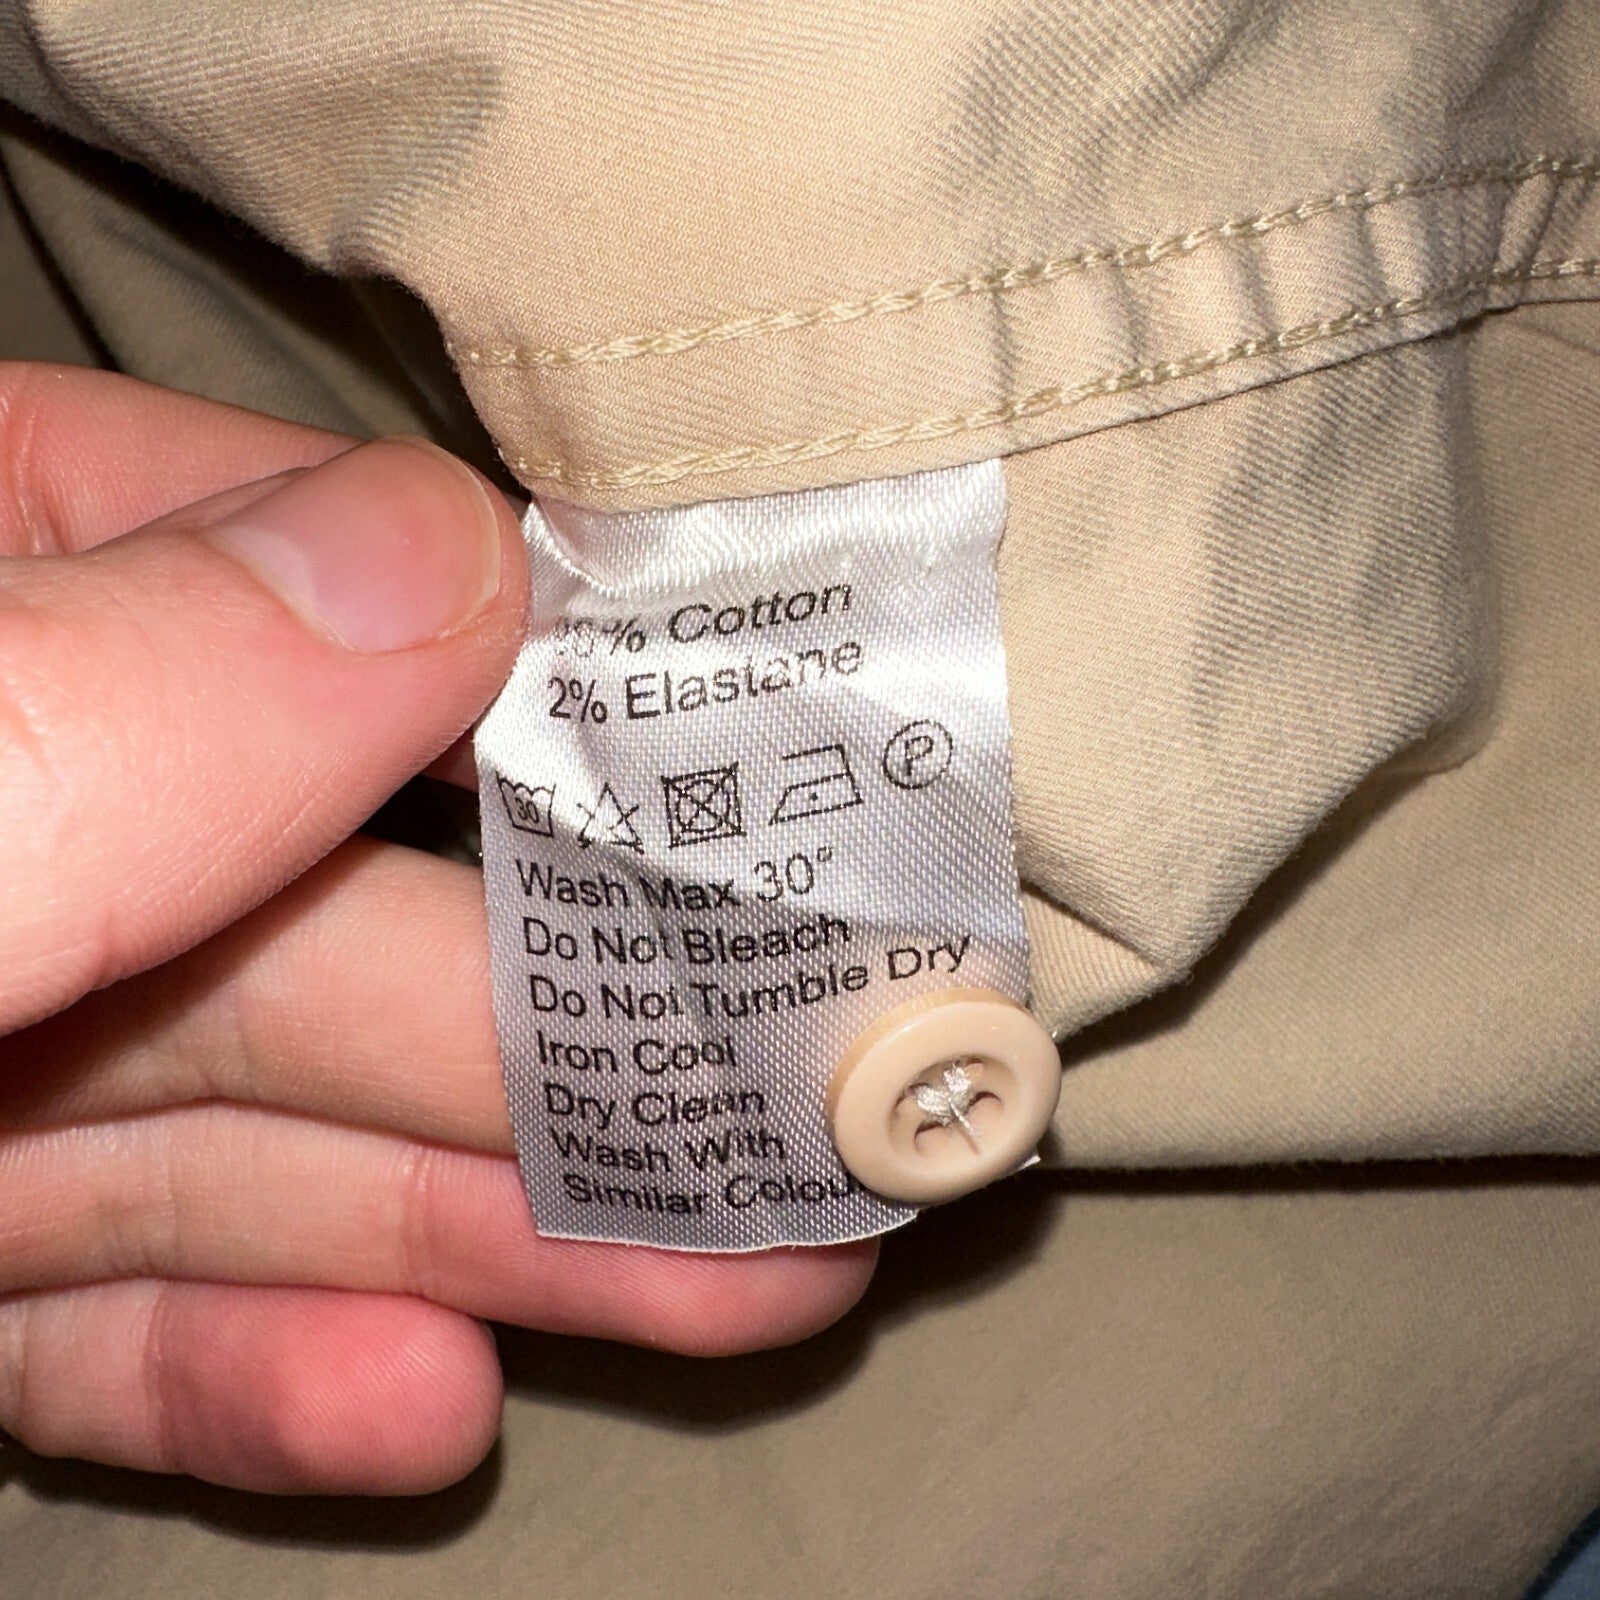 % Cotton
2% Elastane
30 P
Wash Max 30°
Do Not Bleach
Do Not Tumble Dry
Iron Cool
Dry Clean
Wash With
Similar Colou